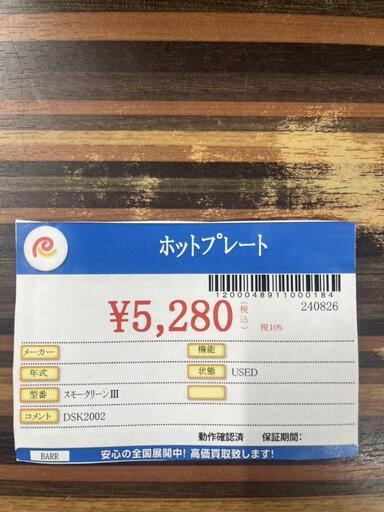 ホットプレート
1200048911000184
¥5,280
(税込)
税10%
240826
メーカー
機能
年式
状態 USED
型番 スモークリーンⅢ
コメント DSK2002
動作確認済 保証期間:
BARR
安心の全国展開中! 高価買取致します!